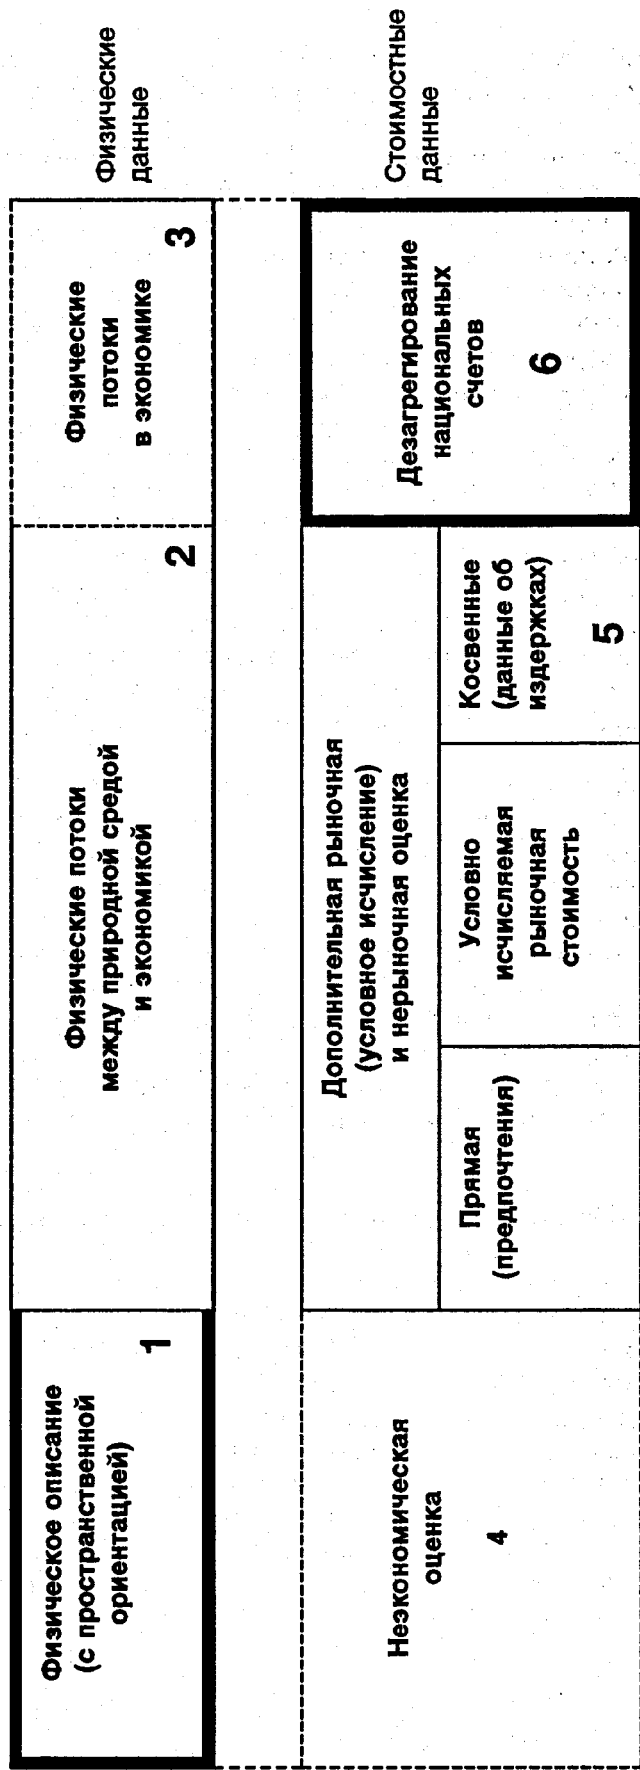 Физическое описание
(с пространственной
ориентацией)
1
Физические потоки
между природной средой
и экономикой
2
Физические
потоки
в экономике
3
Физические
данные
Неэкономическая
оценка
4
Дополнительная рыночная
(условное исчисление)
и нерыночная оценка
Прямая
(предпочтения)
Условно
исчисляемая
рыночная
стоимость
Косвенные
(данные об
издержках)
5
Дезагрегирование
национальных
счетов
6
Стоимостные
данные